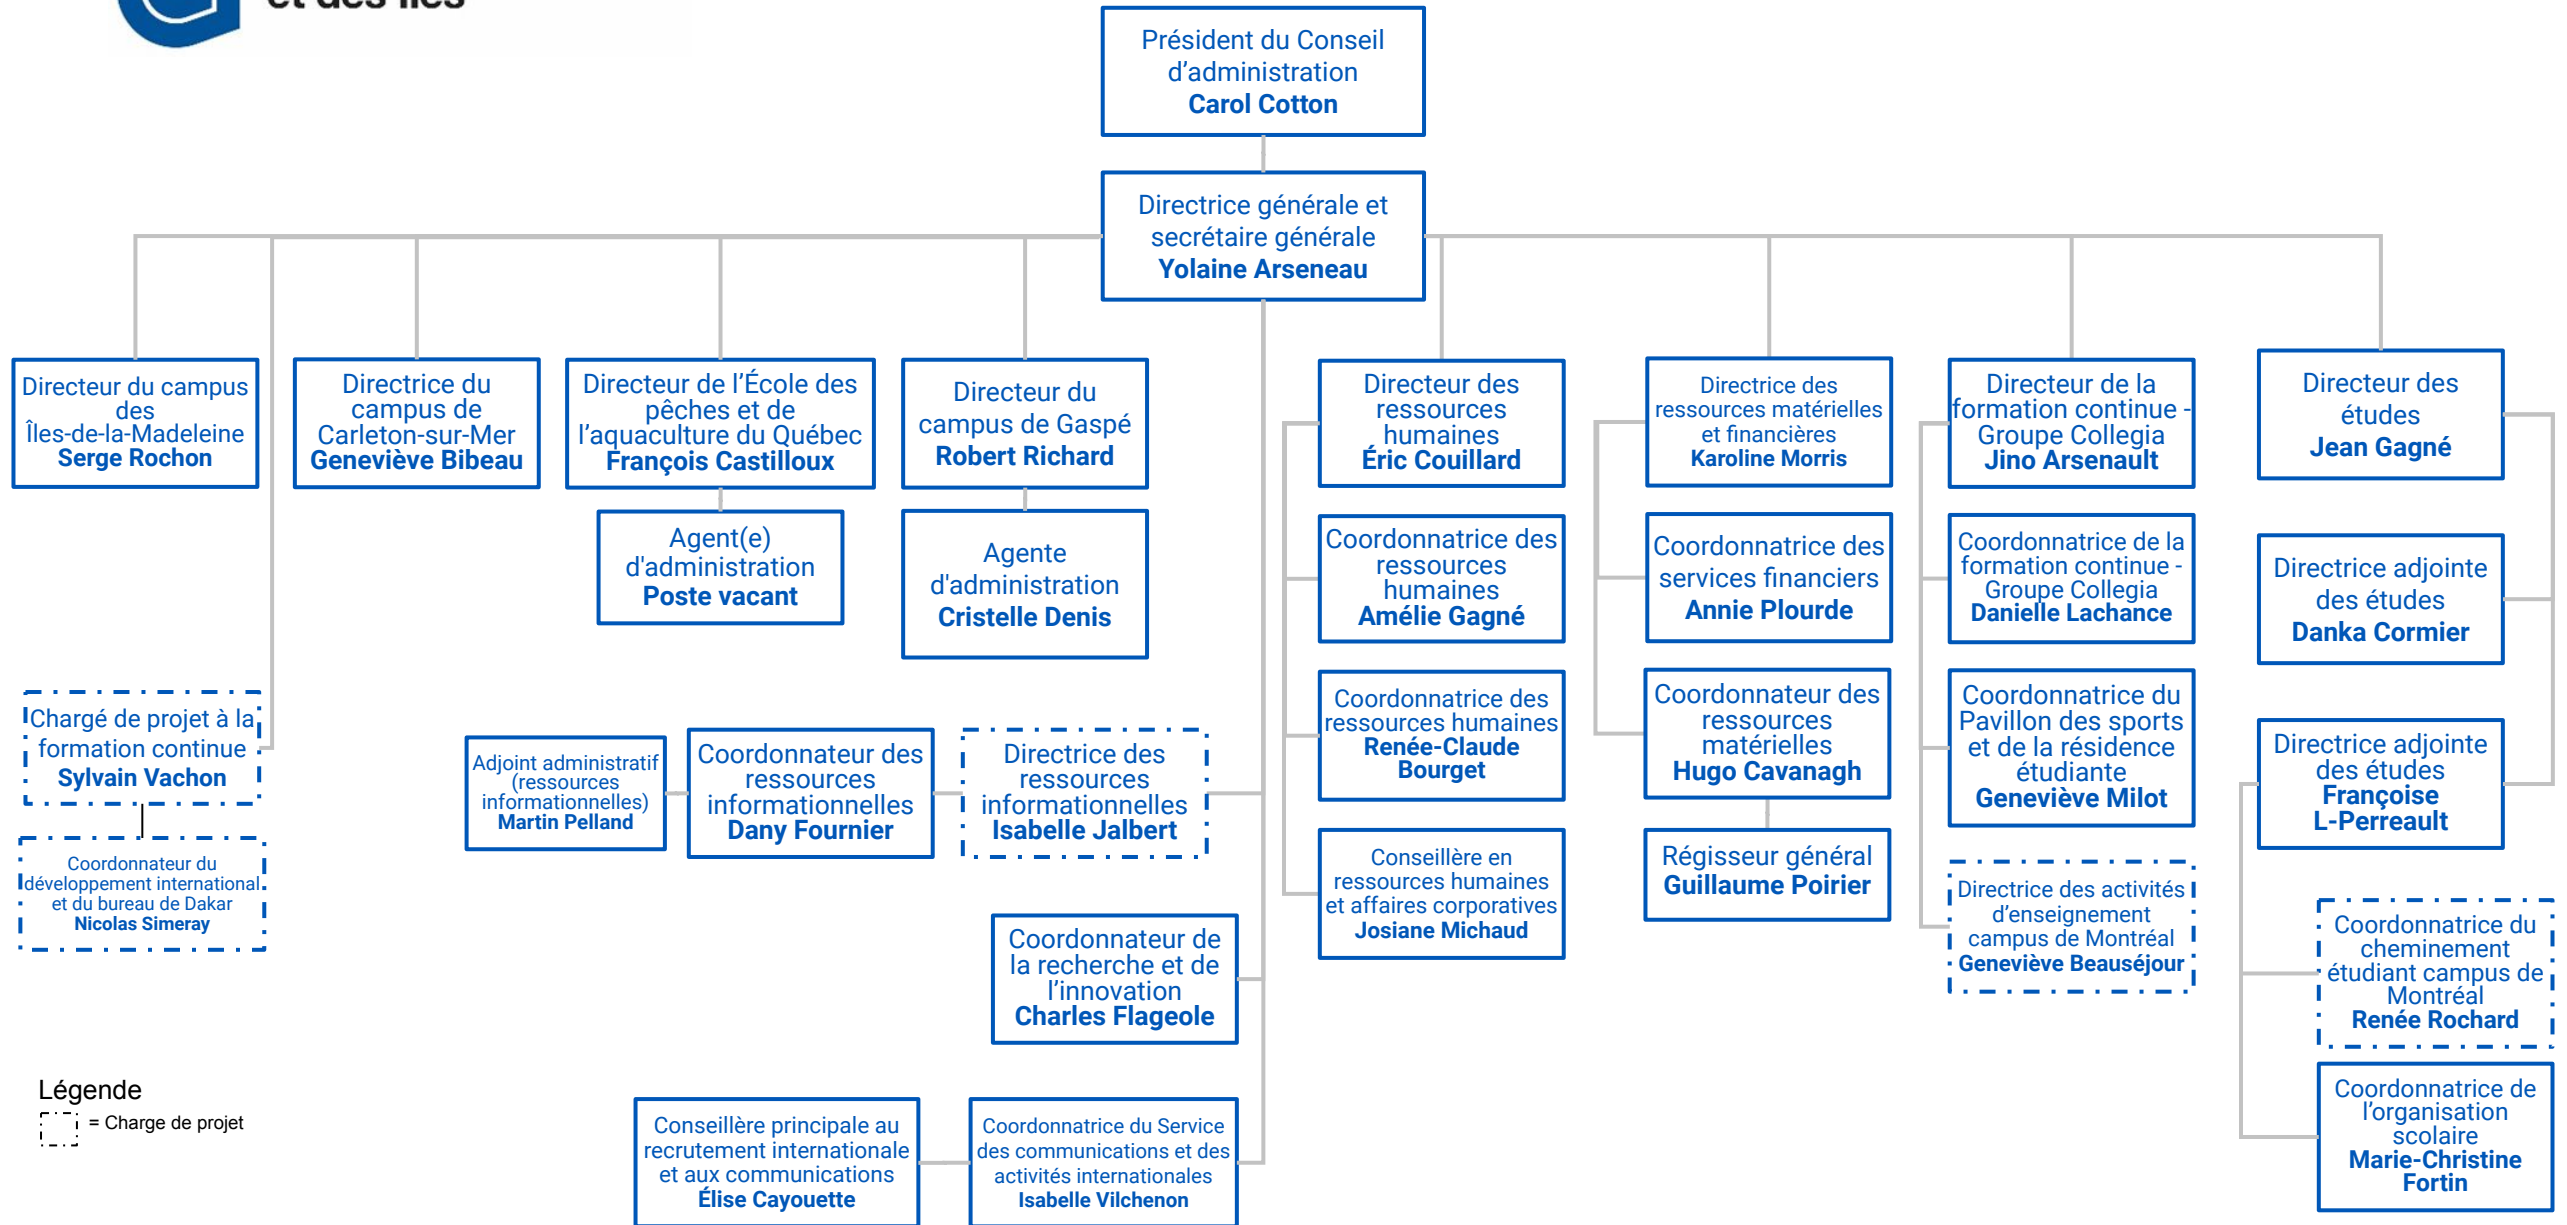 et des Îles
Président du Conseil
d'administration
Carol Cotton
Directrice générale et
secrétaire générale
Yolaine Arseneau
Directeur du campus
des
Îles-de-la-Madeleine
Serge Rochon
Directrice du
campus de
Carleton-sur-Mer
Geneviève Bibeau
Directeur de l'École des
pêches et de
l'aquaculture du Québec
François Castilloux
Directeur du
campus de Gaspé
Robert Richard
Directeur des
ressources
humaines
Éric Couillard
Directrice des
ressources matérielles
et financières
Karoline Morris
Directeur de la
formation continue -
Groupe Collegia
Jino Arsenault
Directeur des
études
Jean Gagné
Agent(e)
d'administration
Poste vacant
Agente
d'administration
Cristelle Denis
Coordonnatrice des
ressources
humaines
Amélie Gagné
Coordonnatrice des
services financiers
Annie Plourde
Coordonnatrice de la
formation continue -
Groupe Collegia
Danielle Lachance
Directrice adjointe
des études
Danka Cormier
Chargé de projet à la
formation continue
Sylvain Vachon
Adjoint administratif
(ressources
informationnelles)
Martin Pelland
Coordonnateur des
ressources
informationnelles
Dany Fournier
Directrice des
ressources
informationnelles
Isabelle Jalbert
Coordonnatrice des
ressources humaines
Renée-Claude
Bourget
Coordonnateur des
ressources
matérielles
Hugo Cavanagh
Coordonnatrice du
Pavillon des sports
et de la résidence
étudiante
Geneviève Milot
Directrice adjointe
des études
Françoise
L-Perreault
Coordonnateur du
développement international
et du bureau de Dakar
Nicolas Simeray
Conseillère en
ressources humaines
et affaires corporatives
Josiane Michaud
Régisseur général
Guillaume Poirier
Directrice des activités
d'enseignement
campus de Montréal
Geneviève Beauséjour
Coordonnatrice du
cheminement
étudiant campus de
Montréal
Renée Rochard
Coordonnateur de
la recherche et de
l'innovation
Charles Flageole
Légende
= Charge de projet
Conseillère principale au
recrutement internationale
et aux communications
Élise Cayouette
Coordonnatrice du Service
des communications et des
activités internationales
Isabelle Vilchenon
Coordonnatrice de
l'organisation
scolaire
Marie-Christine
Fortin